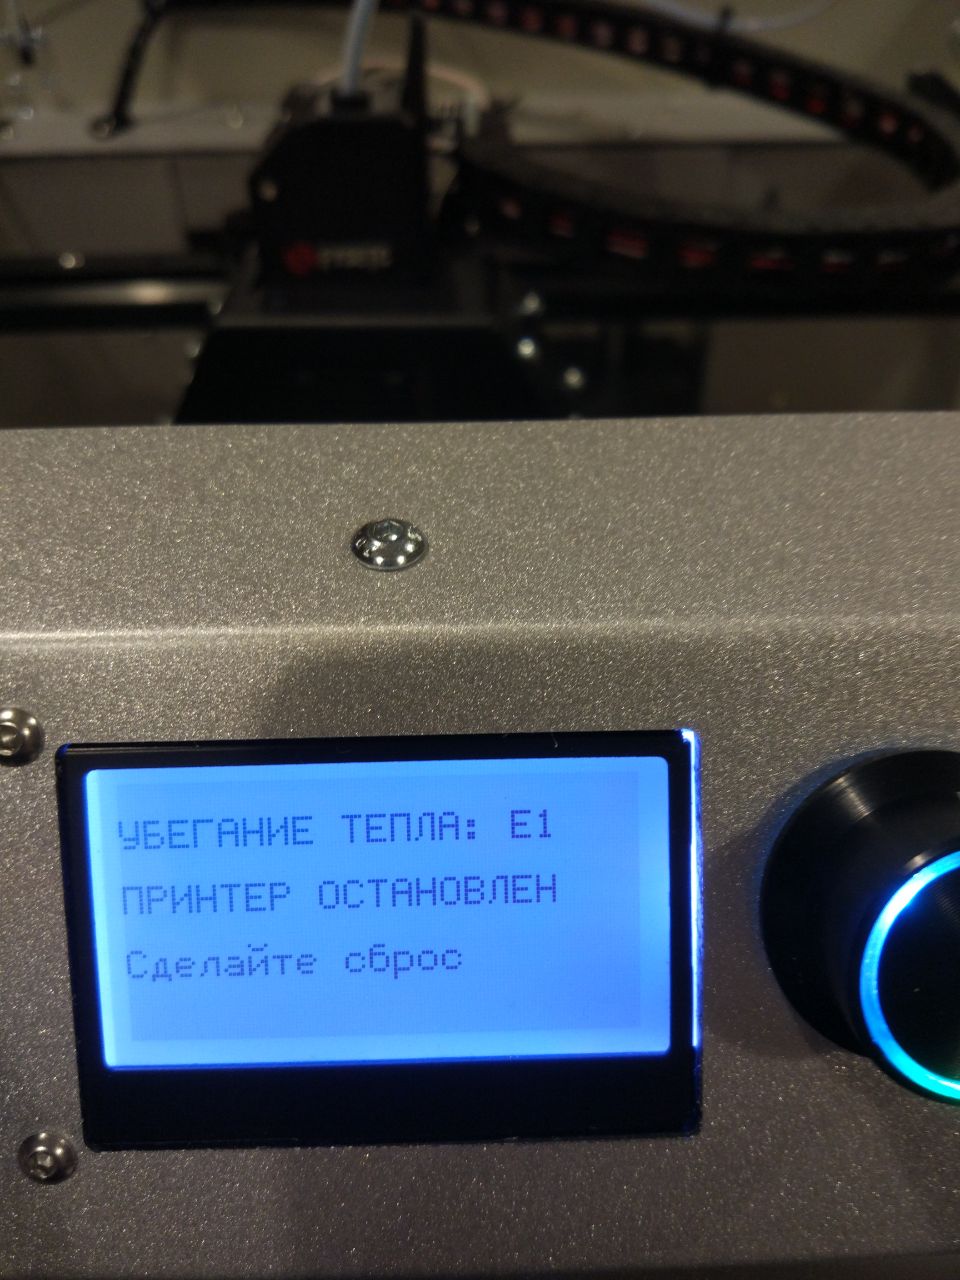 УБЕГАНИЕ ТЕПЛА: E1
ПРИНТЕР ОСТАНОВЛЕН
Сделайте сброс